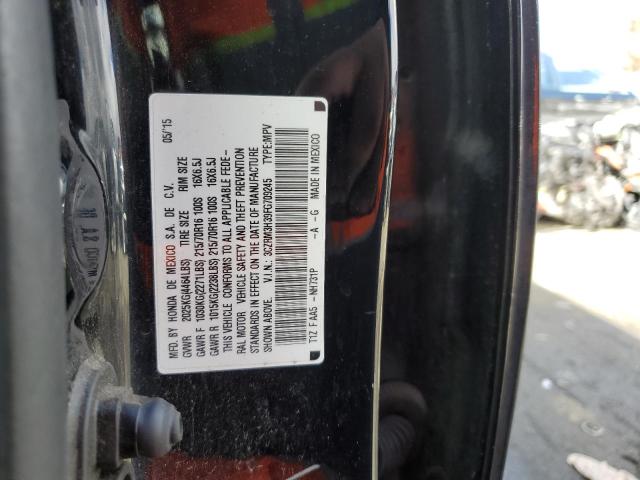 MFD. BY HONDA DE MEXICO S.A. DE C.V. 05/'15
GVWR 2025KG(4464LBS) TIRE SIZE RIM SIZE
GAWR F 1030KG(2271LBS) 215/70R16 100S 16X6.5J
GAWR R 1015KG(2238LBS) 215/70R16 100S 16X6.5J
THIS VEHICLE CONFORMS TO ALL APPLICABLE FEDE-
RAL MOTOR VEHICLE SAFETY AND THEFT PREVENTION
STANDARDS IN EFFECT ON THE DATE OF MANUFACTURE
SHOWN ABOVE. V.I.N.: 3CZRM3H39FG709245 TYPE:MPV
T1Z F AA5 -NH731P -A -G MADE IN MEXICO